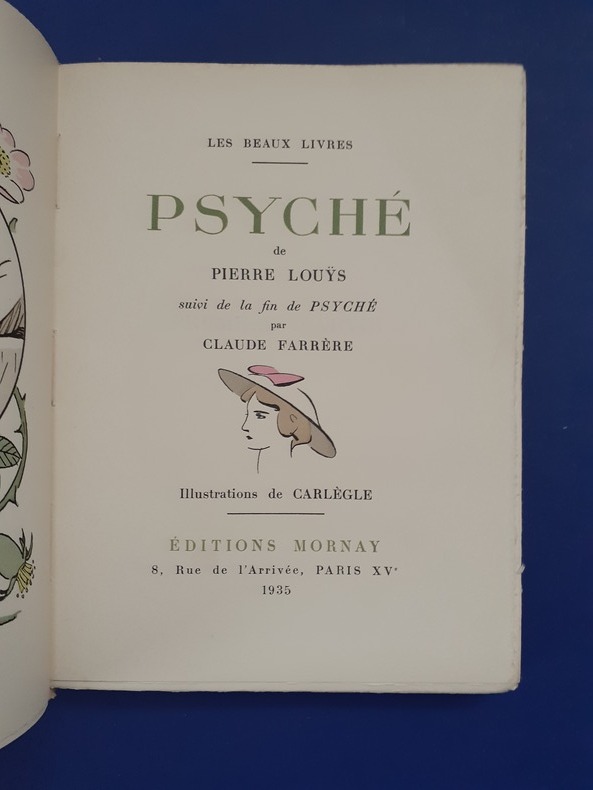 LES BEAUX LIVRES
PSYCHÉ
de
PIERRE LOUŸS
suivi de la fin de PSYCHÉ
par
CLAUDE FARRÈRE
Illustrations de CARLÈGLE
ÉDITIONS MORNAY
8, Rue de l'Arrivée, PARIS XVᵉ
1935